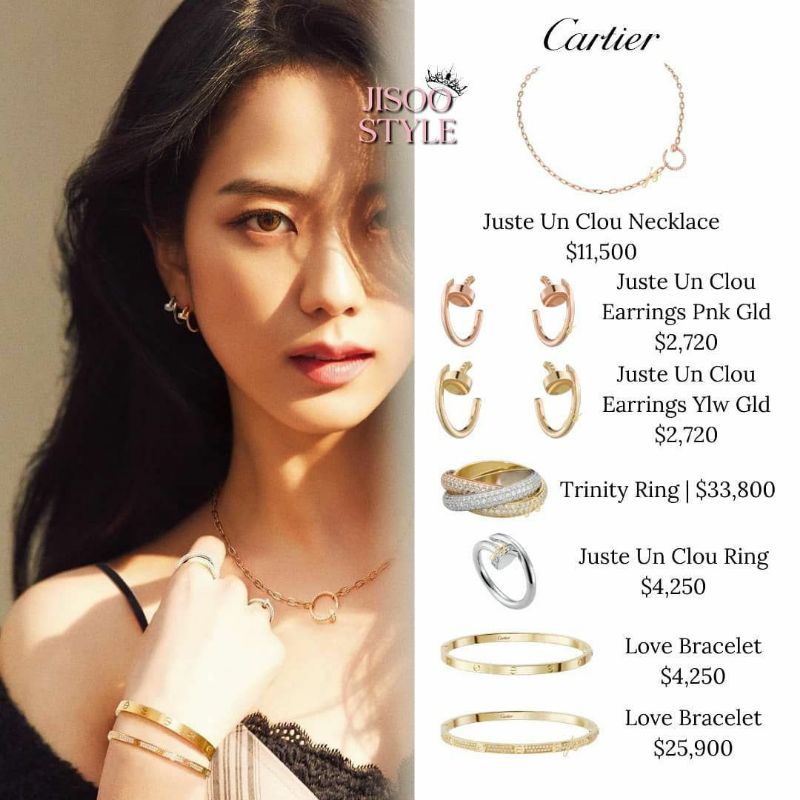 Cartier
JISOO
STYLE
Juste Un Clou Necklace
$11,500
Juste Un Clou
Earrings Pnk Gld
$2,720
Juste Un Clou
Earrings Ylw Gld
$2,720
Trinity Ring | $33,800
Juste Un Clou Ring
$4,250
Cartier
Love Bracelet
$4,250
Cartier
Love Bracelet
$25,900